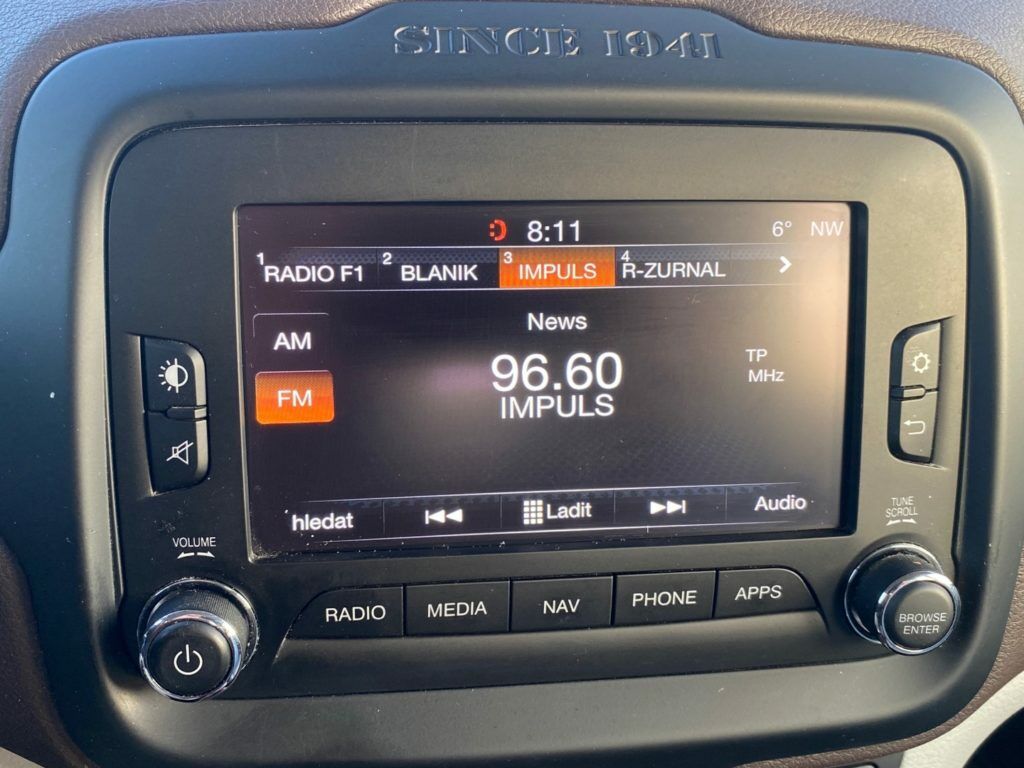 SINCE 1941
8:11
6° NW
1 RADIO F1
2 BLANIK
3 IMPULS
4 R-ZURNAL
News
AM
96.60
TP
MHz
FM
IMPULS
hledat
Ladit
Audio
VOLUME
TUNE
SCROLL
RADIO
MEDIA
NAV
PHONE
APPS
BROWSE
ENTER